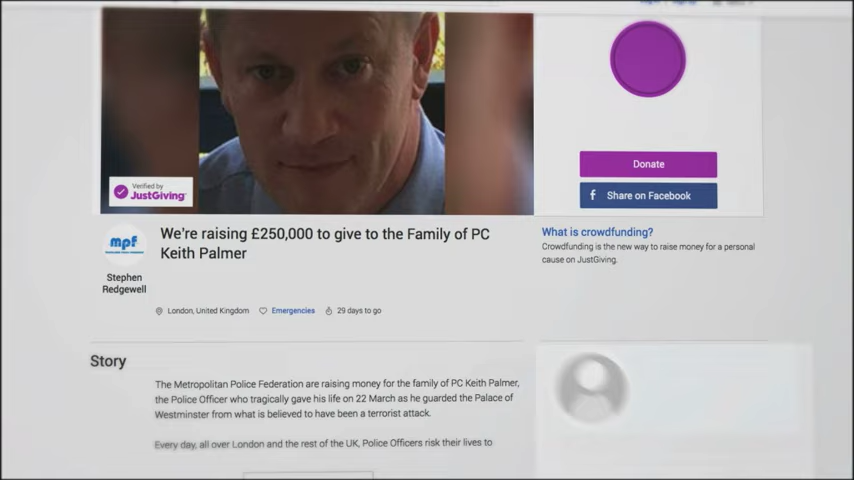 Verified by
JustGiving
Donate
f Share on Facebook
mpf
We're raising £250,000 to give to the Family of PC
Keith Palmer
What is crowdfunding?
Crowdfunding is the new way to raise money for a personal
cause on JustGiving.
Stephen
Redgewell
London, United Kingdom
Emergencies
29 days to go
Story
The Metropolitan Police Federation are raising money for the family of PC Keith Palmer,
the Police Officer who tragically gave his life on 22 March as he guarded the Palace of
Westminster from what is believed to have been a terrorist attack.
Every day, all over London and the rest of the UK, Police Officers risk their lives to